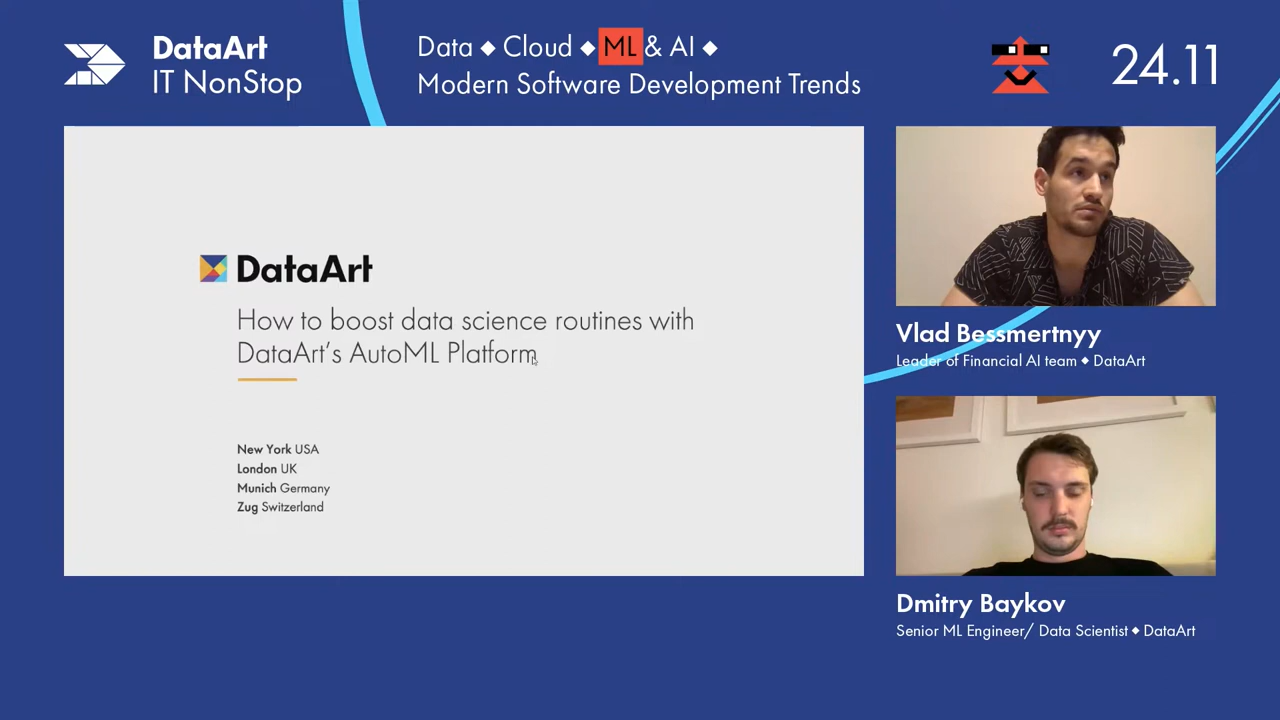 DataArt
IT NonStop
Data ◆ Cloud ◆ ML & AI ◆
Modern Software Development Trends
24.11
DataArt
How to boost data science routines with
DataArt's AutoML Platform
New York USA
London UK
Munich Germany
Zug Switzerland
Vlad Bessmertnyy
Leader of Financial AI team ◆ DataArt
Dmitry Baykov
Senior ML Engineer/ Data Scientist ◆ DataArt